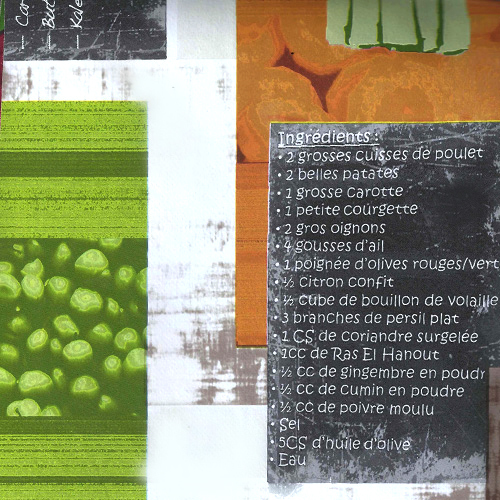 Kale
Ingrédients :
• 2 grosses cuisses de poulet
• 2 belles patates
• 1 grosse carotte
• 1 petite courgette
• 2 gros oignons
• 4 gousses d'ail
• 1 poignée d'olives rouges/vert
• ½ citron confit
• ½ cube de bouillon de volaille
• 3 branches de persil plat
• 1 CS de coriandre surgelée
• 1cc de Ras El Hanout
• ½ cc de gingembre en poudr
• ½ cc de cumin en poudre
• ½ cc de poivre moulu
• Sel
• 5CS d'huile d'olive
• Eau